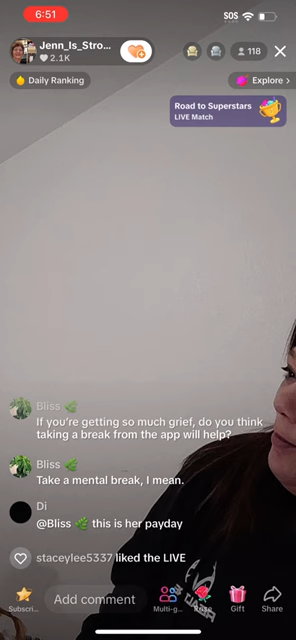 6:51
SOS
Jenn_Is_Stro...
2.1K
118
Daily Ranking
Explore >
Road to Superstars
LIVE Match
Bliss
If you're getting so much grief, do you think
taking a break from the app will help?
Bliss
Take a mental break, I mean.
Di
@Bliss 🌿 this is her payday
staceylee5337 liked the LIVE
Subscri...
Add comment
Multi-g...
Rose
Gift
Share